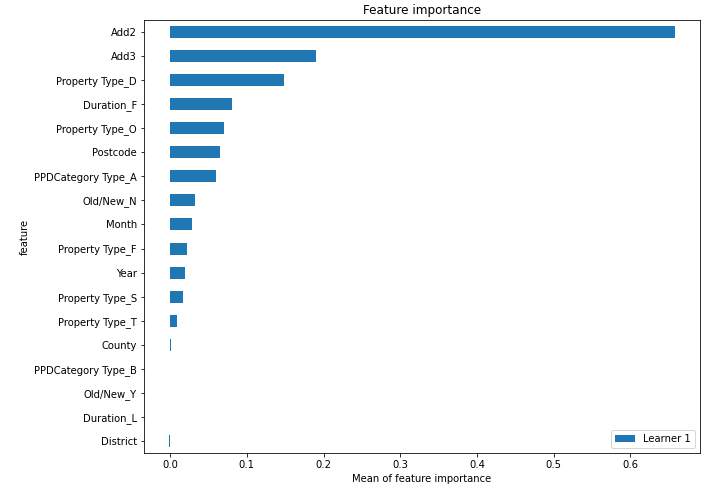 Feature importance
Add2
Add3
Property Type_D
Duration_F
Property Type_O
Postcode
PPDCategory Type_A
Old/New_N
Month
Property Type_F
Year
Property Type_S
Property Type_T
County
PPDCategory Type_B
Old/New_Y
Duration_L
District
feature
Learner 1
0.0 0.1 0.2 0.3 0.4 0.5 0.6
Mean of feature importance